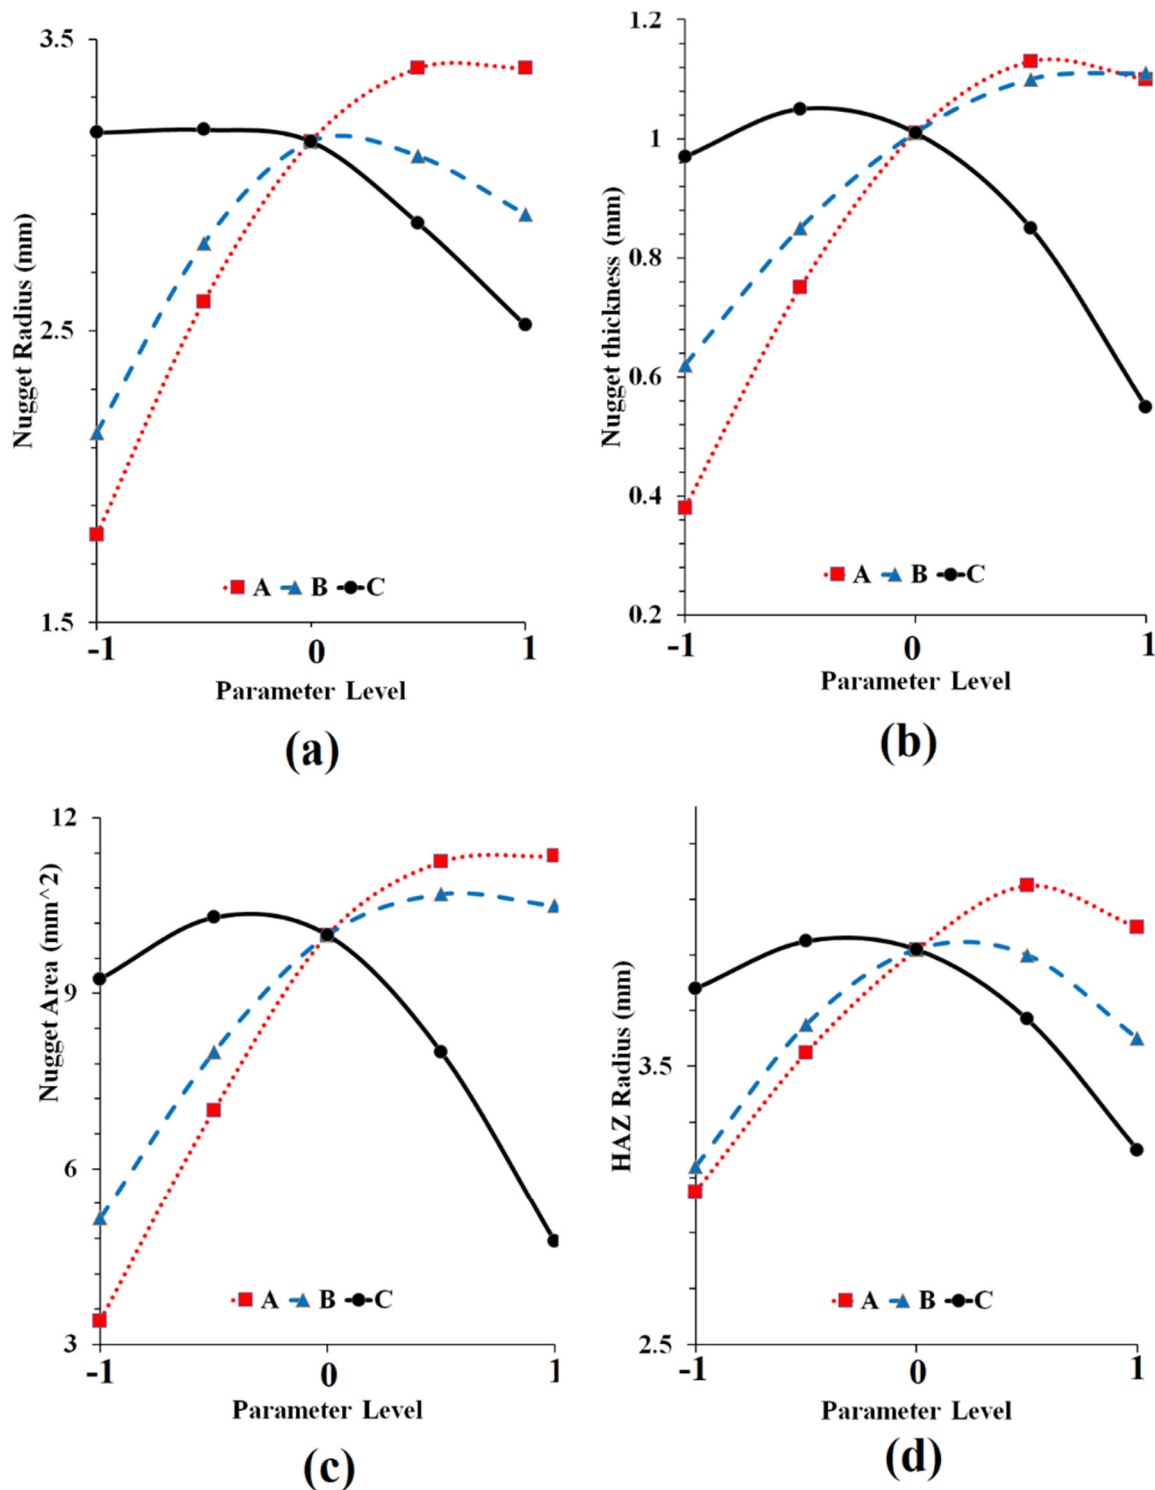 3.5
2.5
1.5
Nugget Radius (mm)
A B C
-1 0 1
Parameter Level
(a)
1.2
1
0.8
0.6
0.4
0.2
Nugget thickness (mm)
A B C
-1 0 1
Parameter Level
(b)
12
9
6
3
Nugget Area (mm^2)
A B C
-1 0 1
Parameter Level
(c)
3.5
2.5
HAZ Radius (mm)
A B C
-1 0 1
Parameter Level
(d)